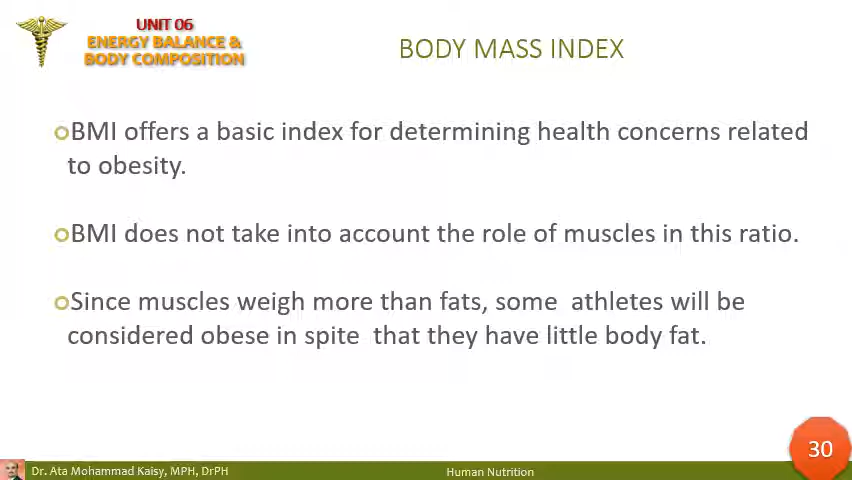 UNIT 06
ENERGY BALANCE &
BODY COMPOSITION
BODY MASS INDEX
BMI offers a basic index for determining health concerns related
to obesity.
BMI does not take into account the role of muscles in this ratio.
Since muscles weigh more than fats, some athletes will be
considered obese in spite that they have little body fat.
30
Dr. Ata Mohammad Kaisy, MPH, DrPH
Human Nutrition